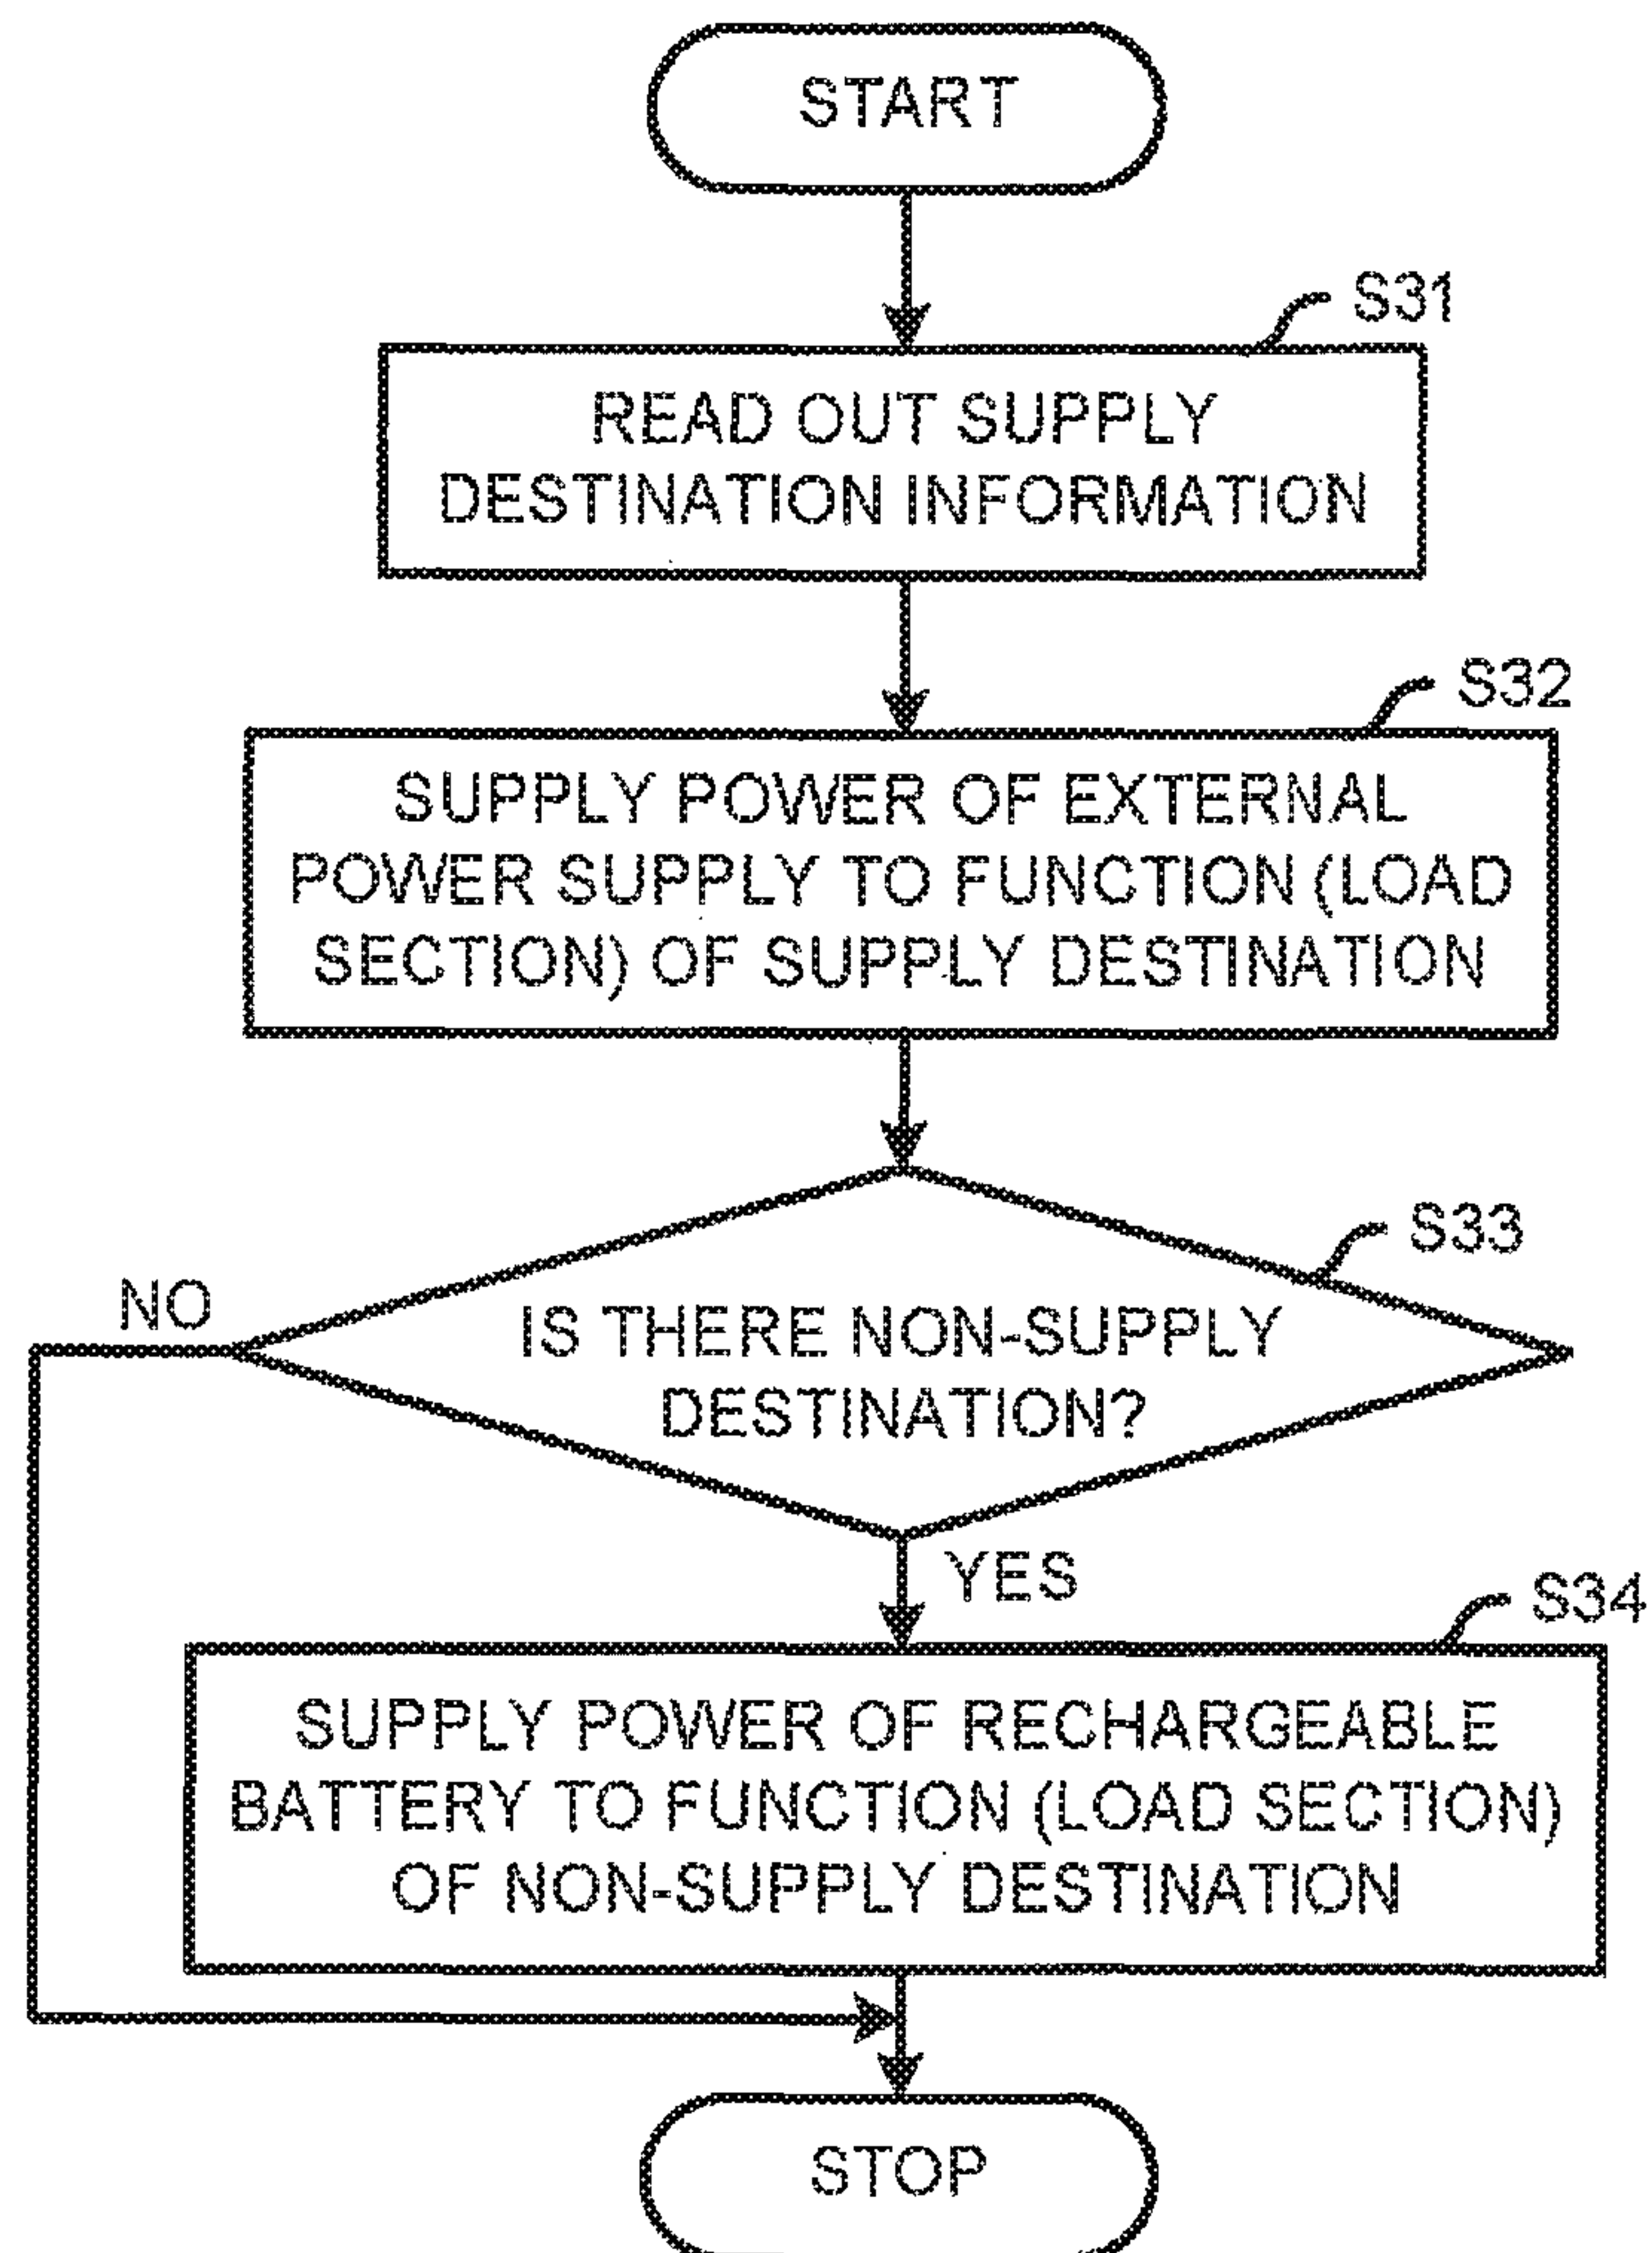 START
S31
READ OUT SUPPLY
DESTINATION INFORMATION
S32
SUPPLY POWER OF EXTERNAL
POWER SUPPLY TO FUNCTION (LOAD
SECTION) OF SUPPLY DESTINATION
S33
NO
IS THERE NON-SUPPLY
DESTINATION?
YES
S34
SUPPLY POWER OF RECHARGEABLE
BATTERY TO FUNCTION (LOAD SECTION)
OF NON-SUPPLY DESTINATION
STOP